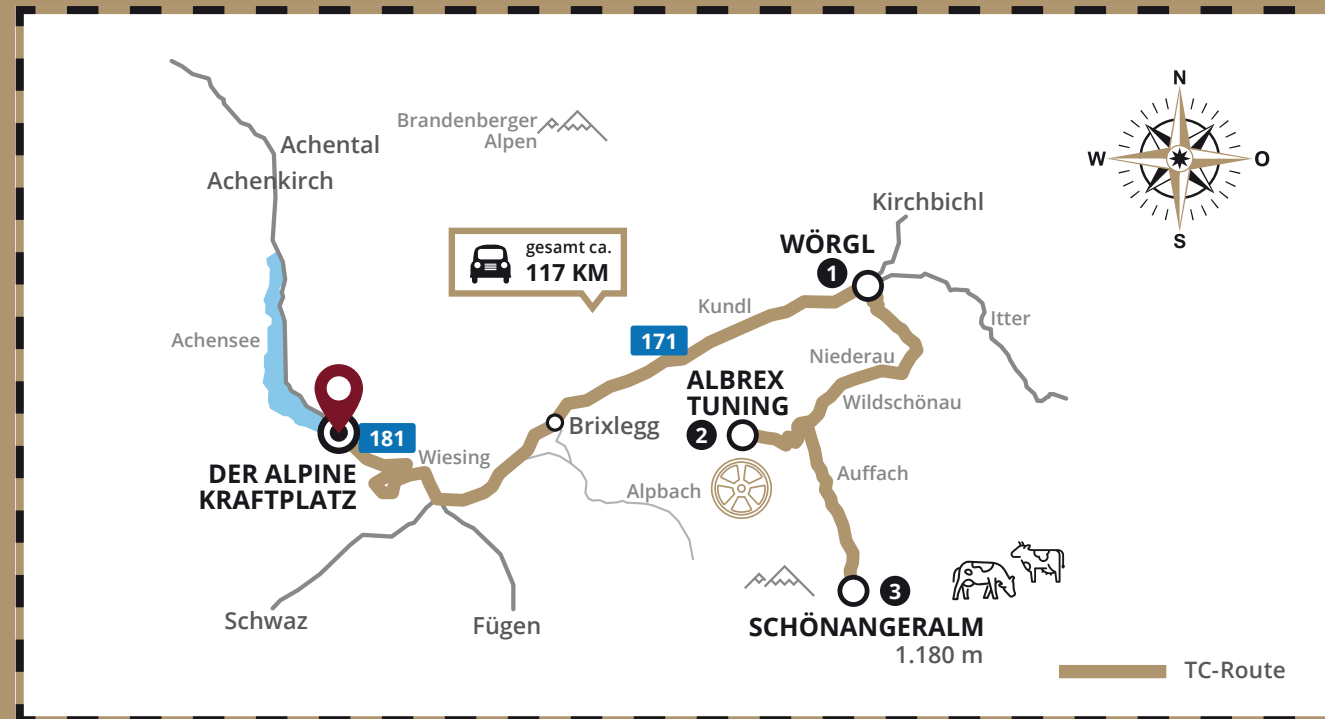 N
W
O
S
Achental
Achenkirch
Brandenberger
Alpen
Kirchbichl
WÖRGL
1
gesamt ca.
117 KM
Kundl
Itter
Achensee
171
Niederau
ALBREX
TUNING
2
Wildschönau
Brixlegg
181
Wiesing
DER ALPINE
KRAFTPLATZ
Auffach
Alpbach
3
Schwaz
Fügen
SCHÖNANGERALM
1.180 m
TC-Route